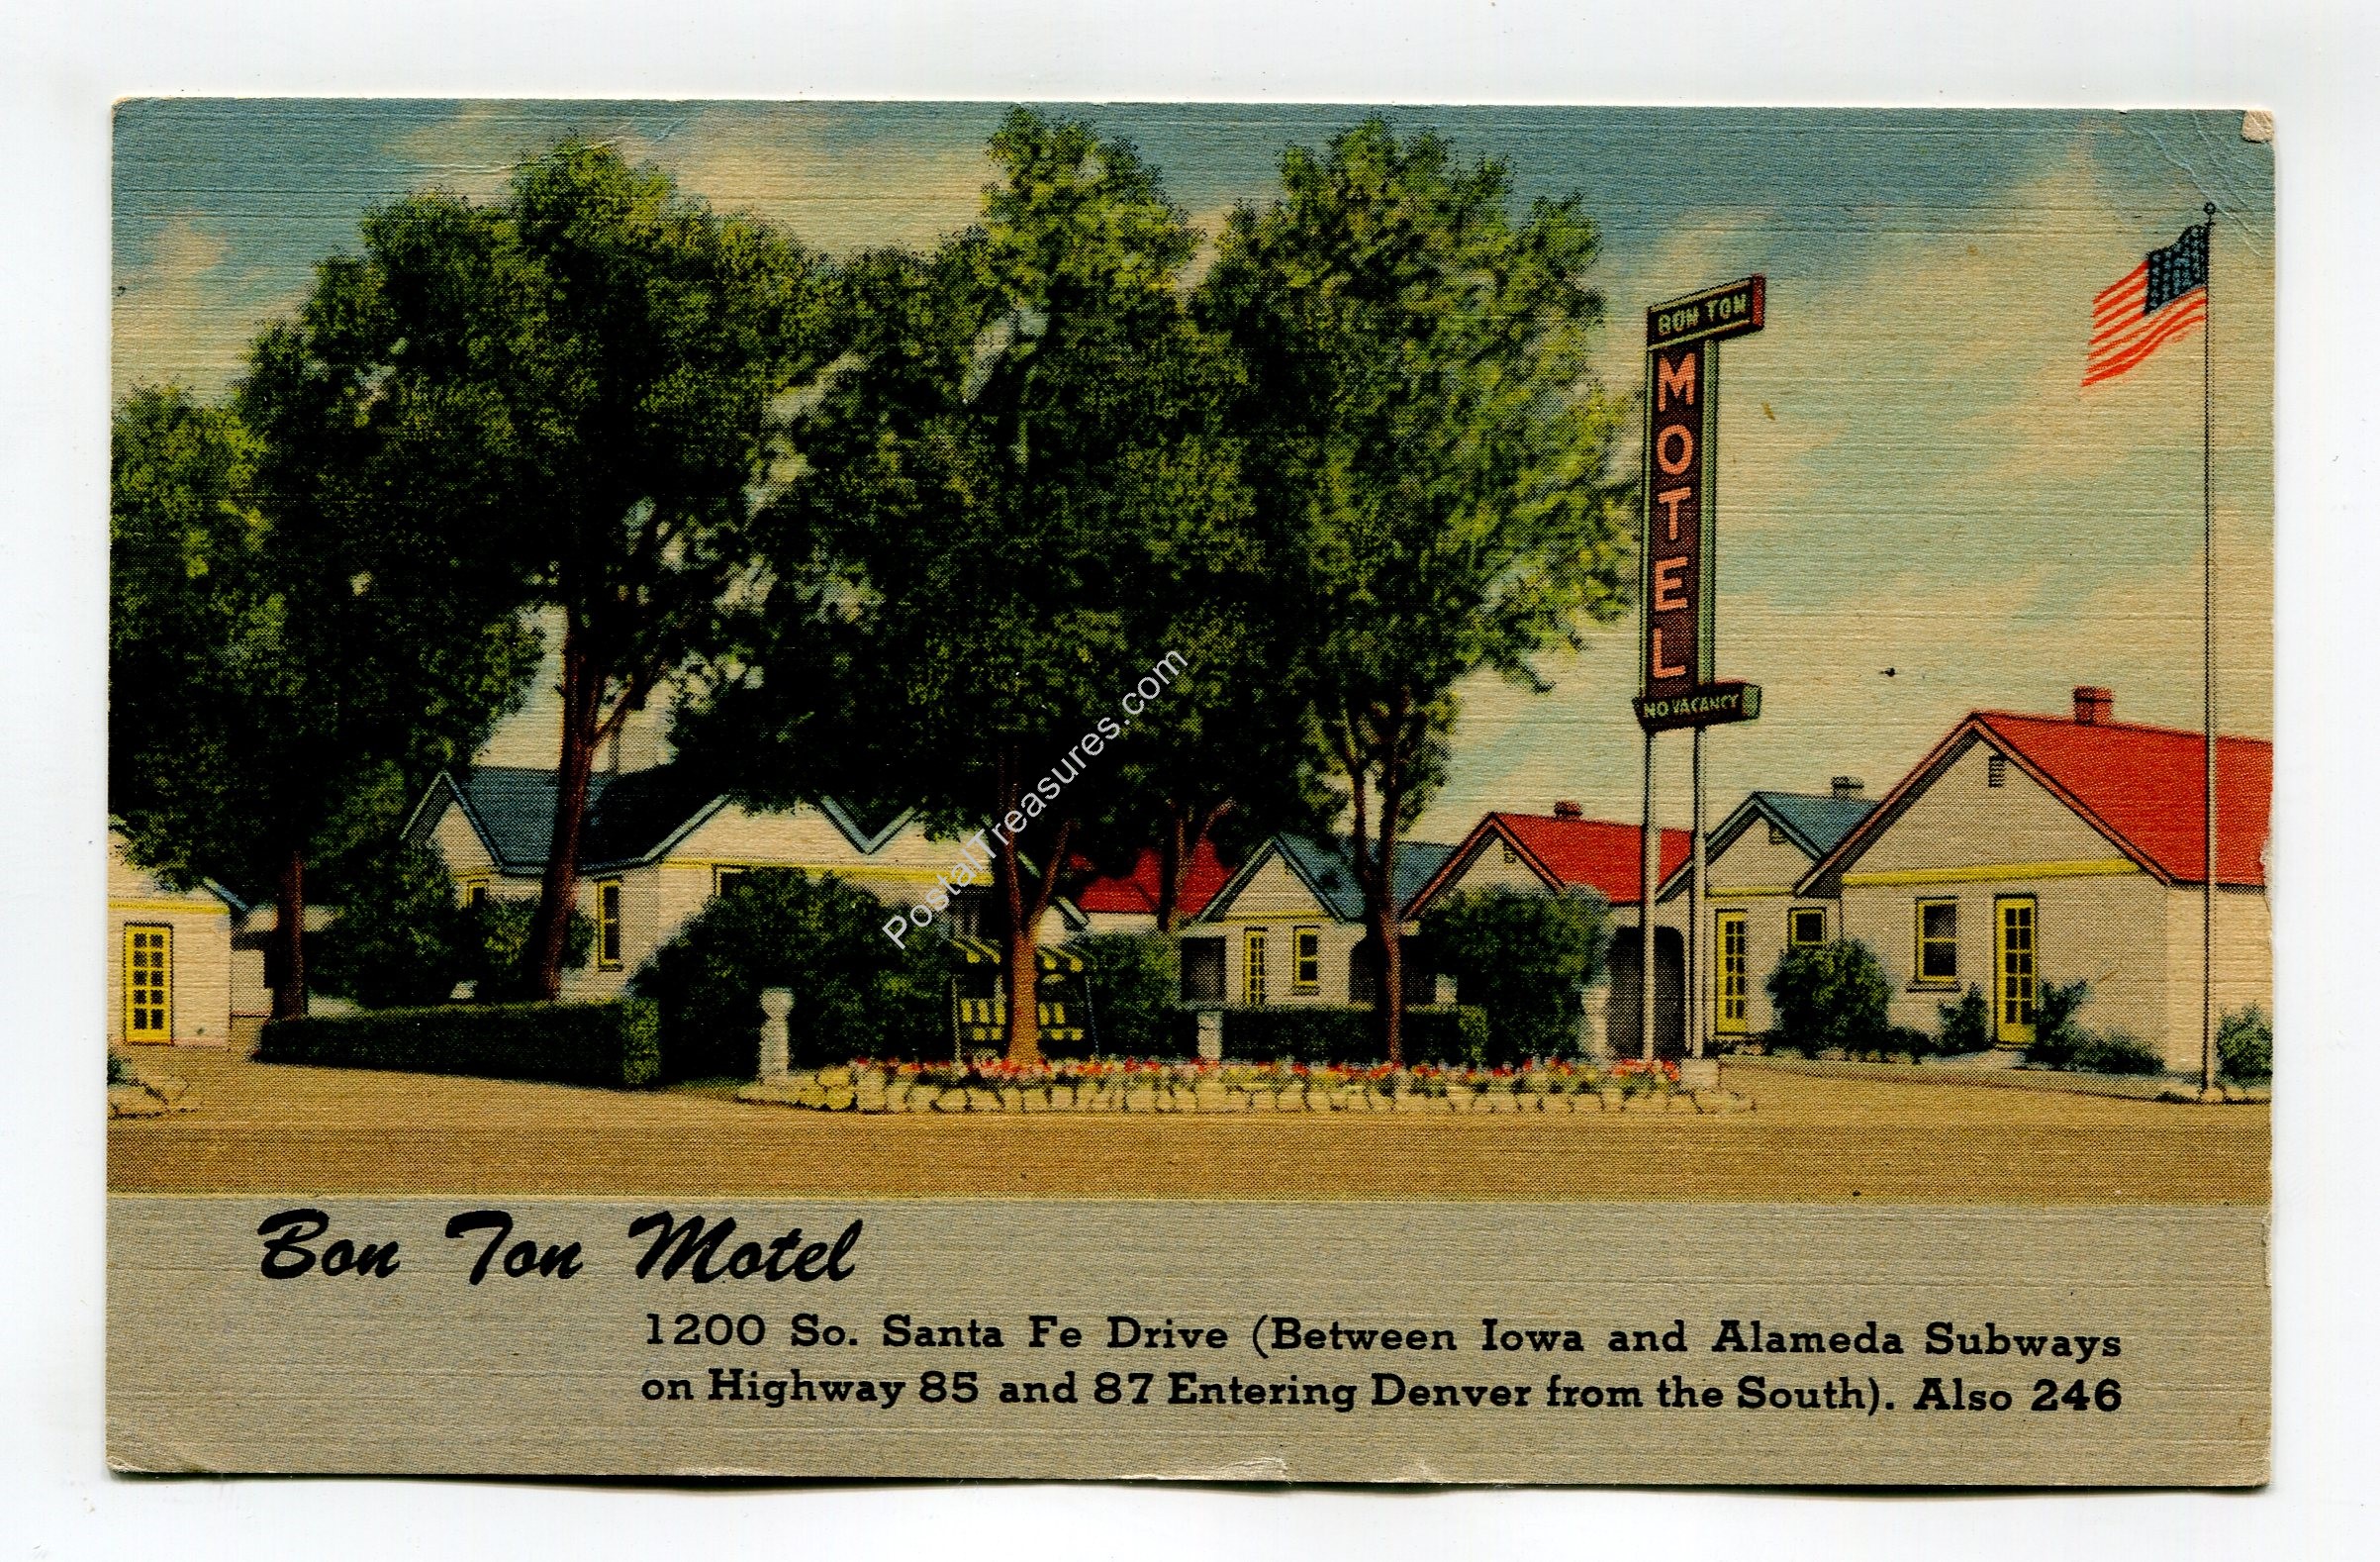 BON TON
MOTEL
NO VACANCY
PostalTreasures.com
Bon Ton Motel
1200 So. Santa Fe Drive (Between Iowa and Alameda Subways
on Highway 85 and 87 Entering Denver from the South). Also 246